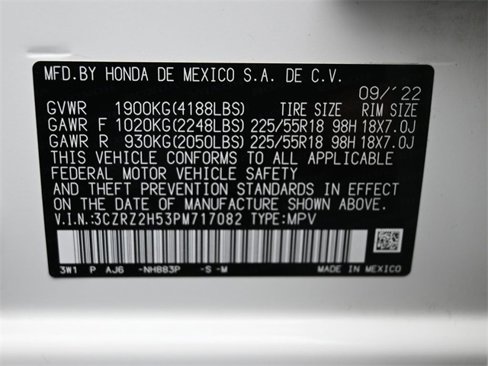 MFD.BY HONDA DE MEXICO S.A. DE C.V.
09/'22
GVWR 1900KG(4188LBS) TIRE SIZE RIM SIZE
GAWR F 1020KG(2248LBS) 225/55R18 98H 18X7.0J
GAWR R 930KG(2050LBS) 225/55R18 98H 18X7.0J
THIS VEHICLE CONFORMS TO ALL APPLICABLE
FEDERAL MOTOR VEHICLE SAFETY
AND THEFT PREVENTION STANDARDS IN EFFECT
ON THE DATE OF MANUFACTURE SHOWN ABOVE.
V.I.N.:3CZRZ2H53PM717082 TYPE:MPV
3W1 P AJ6 -NH883P -S -M MADE IN MEXICO